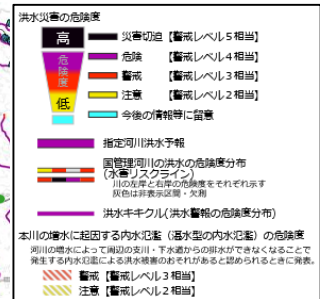 洪水災害の危険度
高
危険度
低
災害切迫【警戒レベル5相当】
危険 【警戒レベル4相当】
警戒 【警戒レベル3相当】
注意 【警戒レベル2相当】
今後の情報等に留意
指定河川洪水予報
国管理河川の洪水の危険度分布
(水害リスクライン)
川の左岸と右岸の危険度をそれぞれ示す
灰色は非表示区間・欠測
洪水キキクル(洪水警報の危険度分布)
本川の増水に起因する内水氾濫(湛水型の内水氾濫)の危険度
河川の増水によって周辺の支川・下水道からの排水ができなくなることで
発生する内水氾濫による洪水被害のおそれがあると認められるときに発表。
警戒【警戒レベル3相当】
注意【警戒レベル2相当】